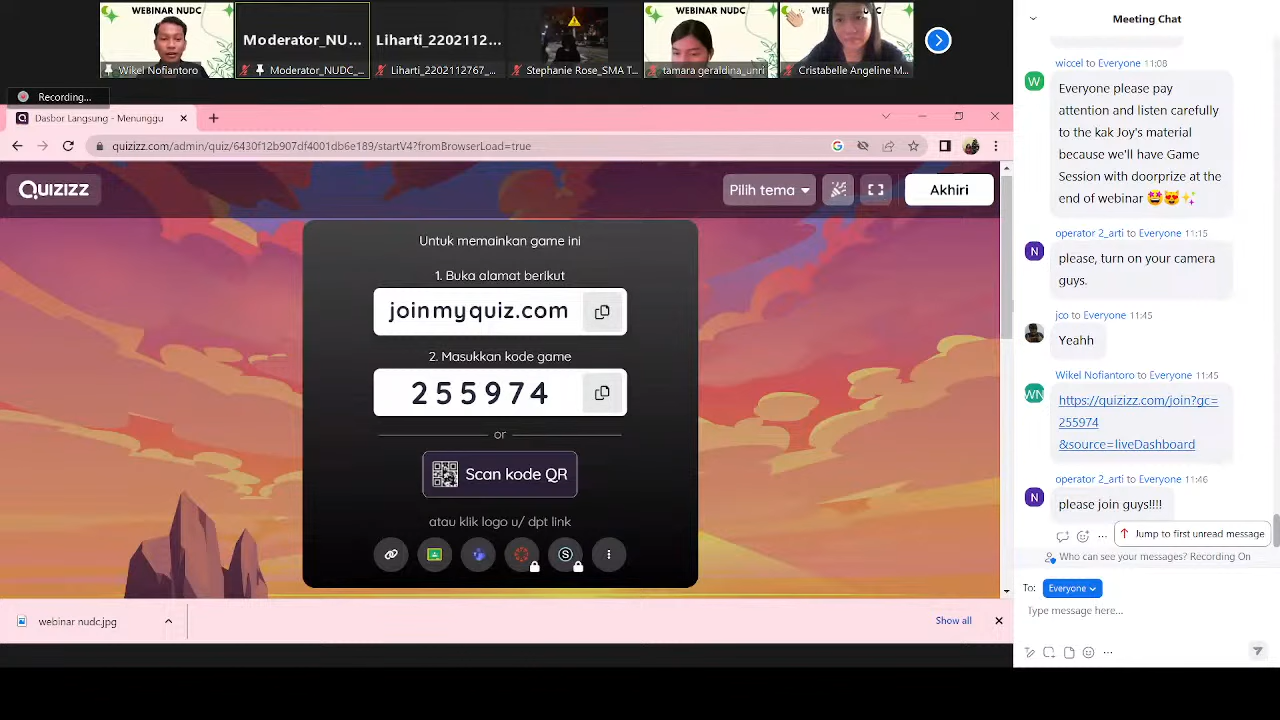 WEBINAR NUDC
Wikel Nofiantoro
Moderator_NU...
Moderator_NUDC_...
Liharti_2202112...
Liharti_2202112767_...
Stephanie Rose_SMA T...
WEBINAR NUDC
tamara geraldina_unri
WEBINAR NUDC
Cristabelle Angeline M...
Recording...
Dasbor Langsung - Menunggu
quizizz.com/admin/quiz/6430f12b907df4001db6e189/startV4?fromBrowserLoad=true
Quizizz
Pilih tema
Akhiri
Untuk memainkan game ini
1. Buka alamat berikut
joinmyquiz.com
2. Masukkan kode game
255974
or
Scan kode QR
atau klik logo u/ dpt link
webinar nudc.jpg
Show all
Meeting Chat
wiccel to Everyone 11:08
W
Everyone please pay
attention and listen carefully
to the kak Joy's material
because we'll have Game
Session with doorprize at the
end of webinar 🤩😻✨
operator 2_arti to Everyone 11:15
N
please, turn on your camera
guys.
jco to Everyone 11:45
Yeahh
Wikel Nofiantoro to Everyone 11:45
WN
https://quizizz.com/join?gc=
255974
&source=liveDashboard
operator 2_arti to Everyone 11:46
N
please join guys!!!!
Jump to first unread message
Who can see your messages? Recording On
To: Everyone
Type message here...